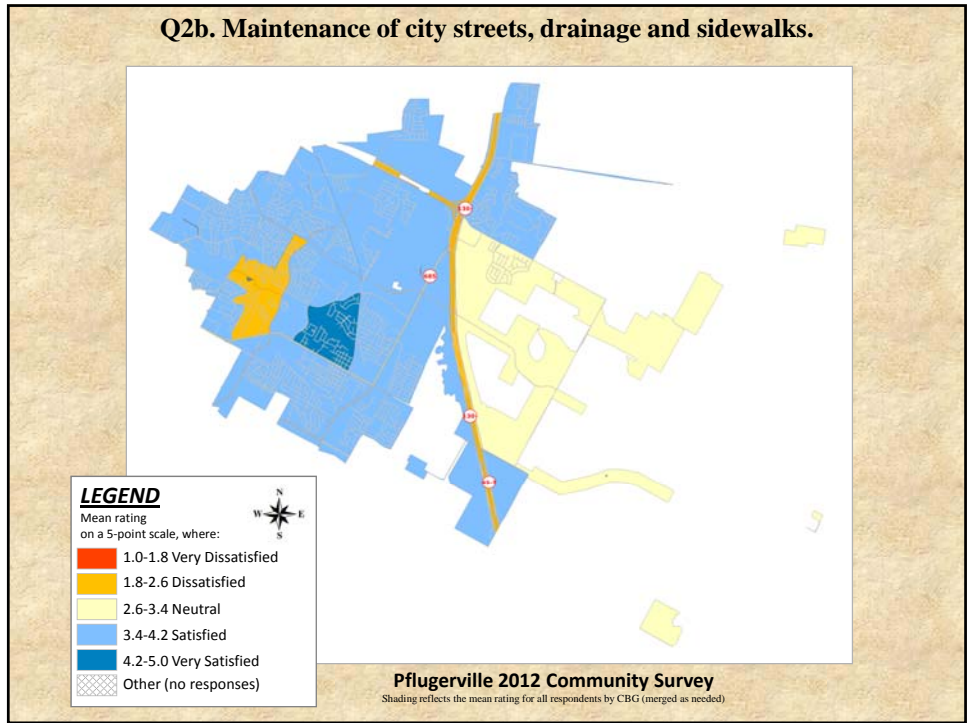 Q2b. Maintenance of city streets, drainage and sidewalks.
685
LEGEND
Mean rating
on a 5-point scale, where:
N
W E
S
1.0-1.8 Very Dissatisfied
1.8-2.6 Dissatisfied
2.6-3.4 Neutral
3.4-4.2 Satisfied
4.2-5.0 Very Satisfied
Other (no responses)
Pflugerville 2012 Community Survey
Shading reflects the mean rating for all respondents by CBG (merged as needed)